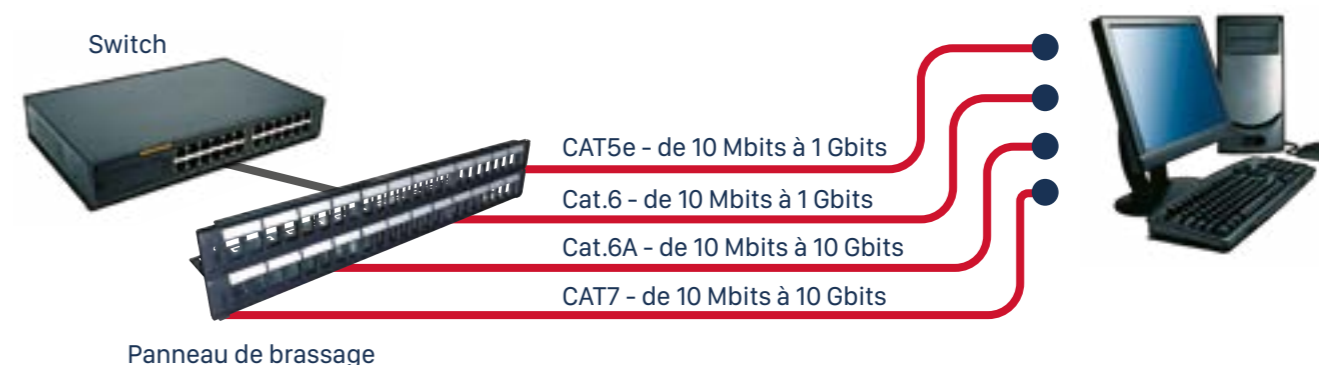 Switch
CAT5e - de 10 Mbits à 1 Gbits
Cat.6 - de 10 Mbits à 1 Gbits
Cat.6A - de 10 Mbits à 10 Gbits
CAT7 - de 10 Mbits à 10 Gbits
Panneau de brassage